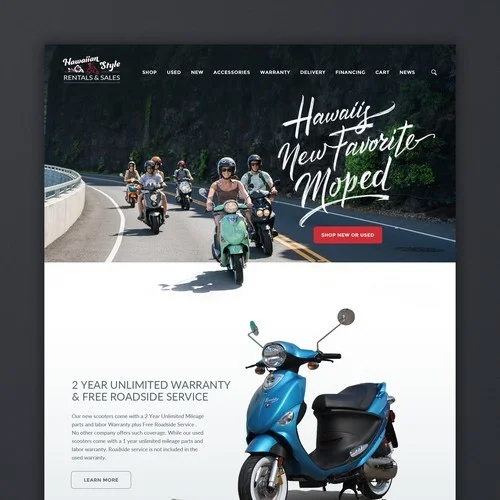 Hawaiian Style
RENTALS & SALES
SHOP USED NEW ACCESSORIES WARRANTY DELIVERY FINANCING CART NEWS
Hawaii's
New Favorite
Moped
SHOP NEW OR USED
2 YEAR UNLIMITED WARRANTY
& FREE ROADSIDE SERVICE
Our new scooters come with a 2 Year Unlimited Mileage
parts and labor Warranty plus Free Roadside Service.
No other company offers such coverage. While our used
scooters come with a 1 year unlimited mileage parts and
labor warranty. Roadside service is not included in the
used warranty.
LEARN MORE